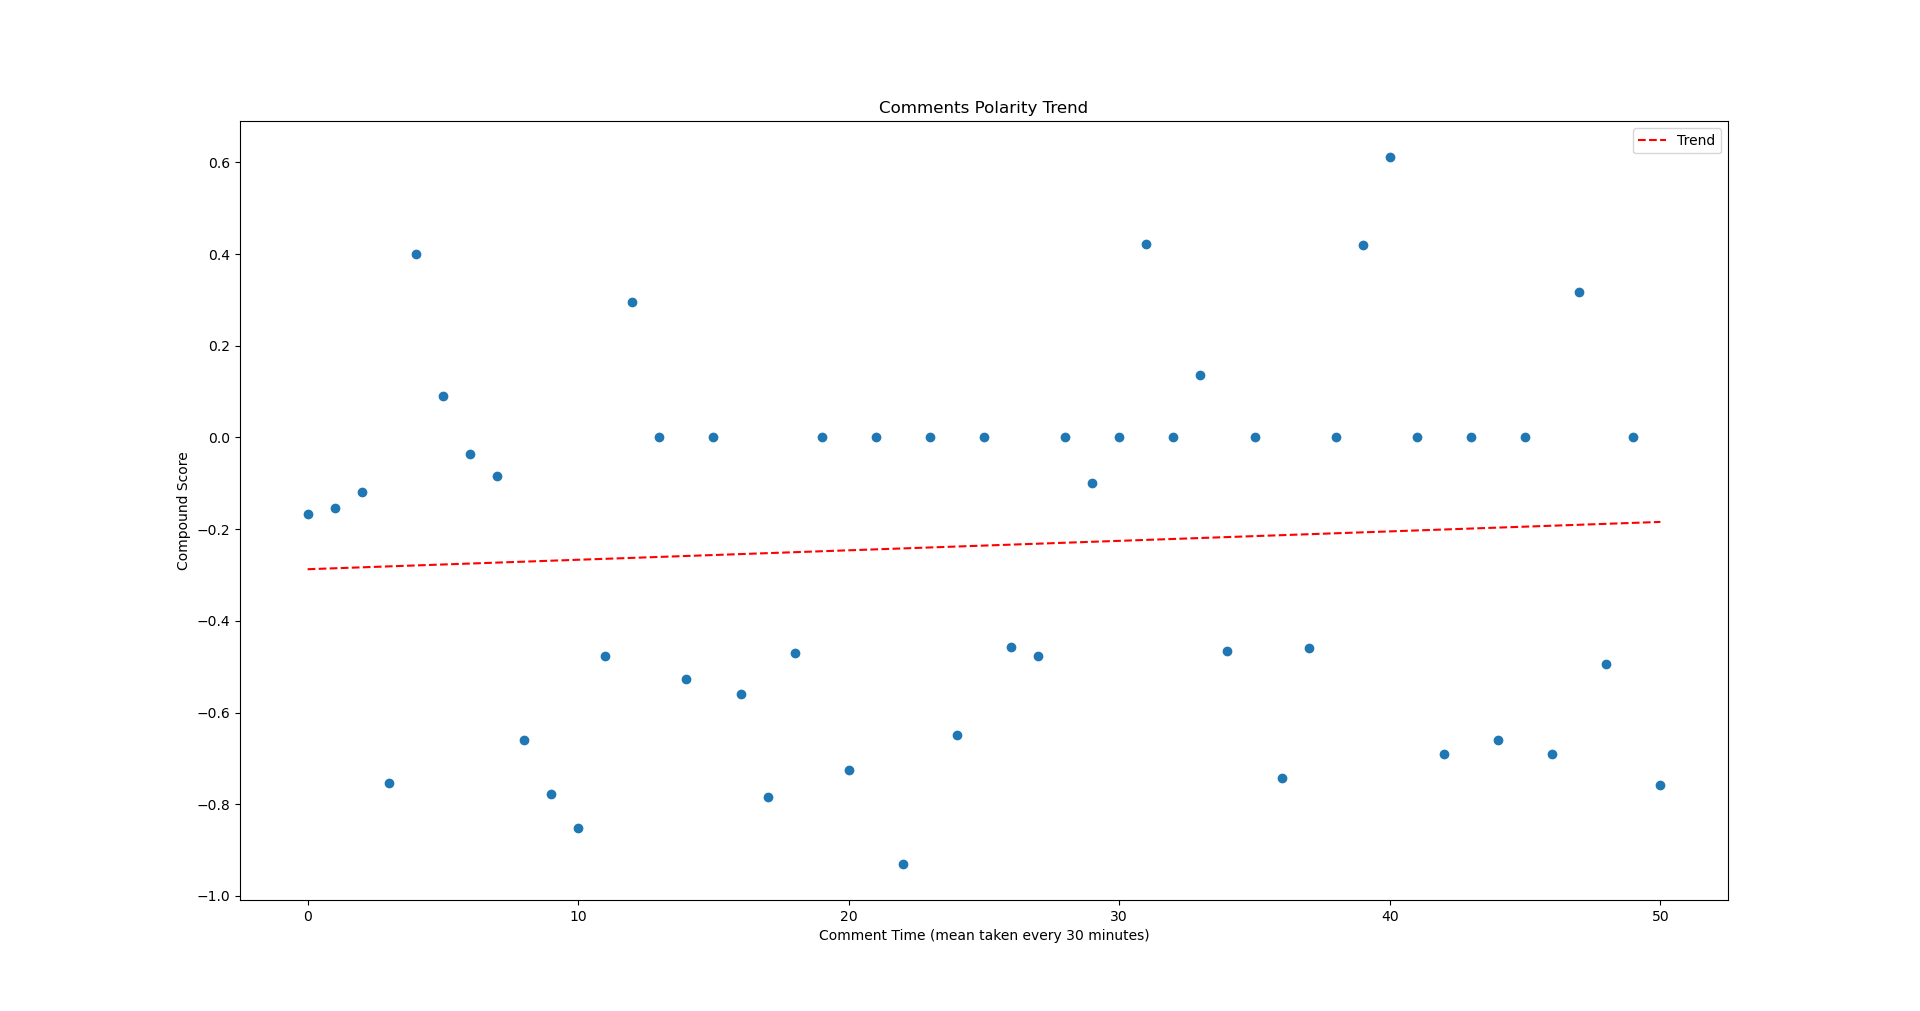 Comments Polarity Trend
Trend
0.6
0.4
0.2
0.0
−0.2
−0.4
−0.6
−0.8
−1.0
Compound Score
0 10 20 30 40 50
Comment Time (mean taken every 30 minutes)